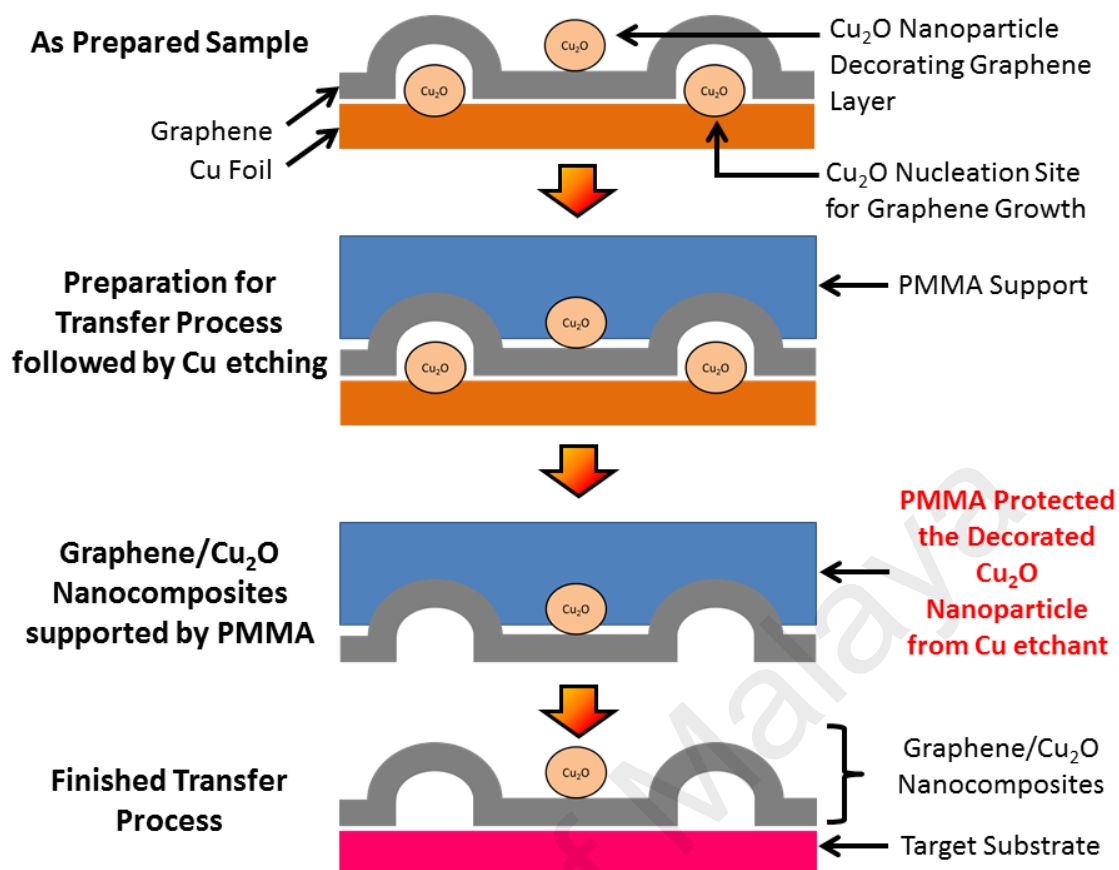 As Prepared Sample
Cu₂O
Cu₂O
Cu₂O
Cu₂O Nanoparticle
Decorating Graphene
Layer
Graphene
Cu Foil
Cu₂O Nucleation Site
for Graphene Growth
Preparation for
Transfer Process
followed by Cu etching
Cu₂O
Cu₂O
Cu₂O
PMMA Support
Graphene/Cu₂O
Nanocomposites
supported by PMMA
Cu₂O
PMMA Protected
the Decorated
Cu₂O
Nanoparticle
from Cu etchant
Finished Transfer
Process
Cu₂O
Graphene/Cu₂O
Nanocomposites
Target Substrate
of Malaya